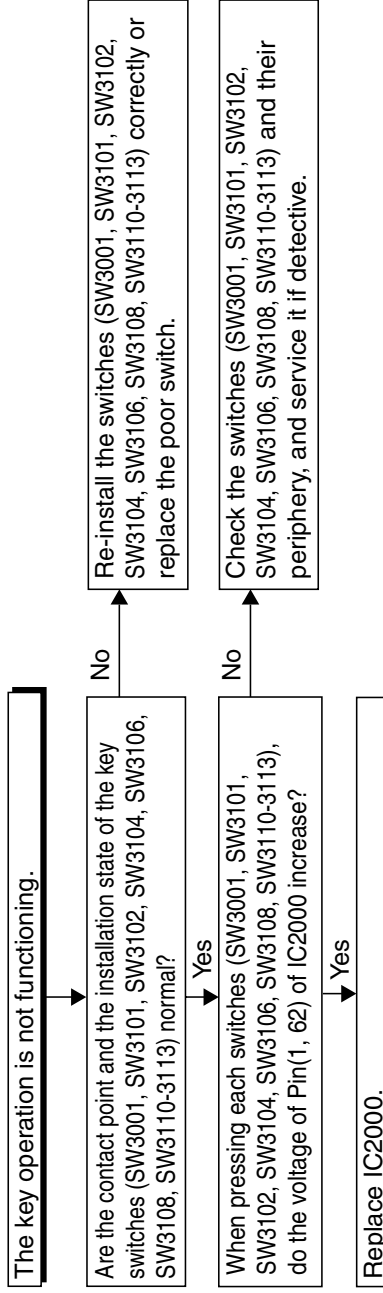 The key operation is not functioning.
Are the contact point and the installation state of the key
switches (SW3001, SW3101, SW3102, SW3104, SW3106,
SW3108, SW3110-3113) normal?
No
Re-install the switches (SW3001, SW3101, SW3102,
SW3104, SW3106, SW3108, SW3110-3113) correctly or
replace the poor switch.
Yes
When pressing each switches (SW3001, SW3101,
SW3102, SW3104, SW3106, SW3108, SW3110-3113),
do the voltage of Pin(1, 62) of IC2000 increase?
No
Check the switches (SW3001, SW3101, SW3102,
SW3104, SW3106, SW3108, SW3110-3113) and their
periphery, and service it if detective.
Yes
Replace IC2000.